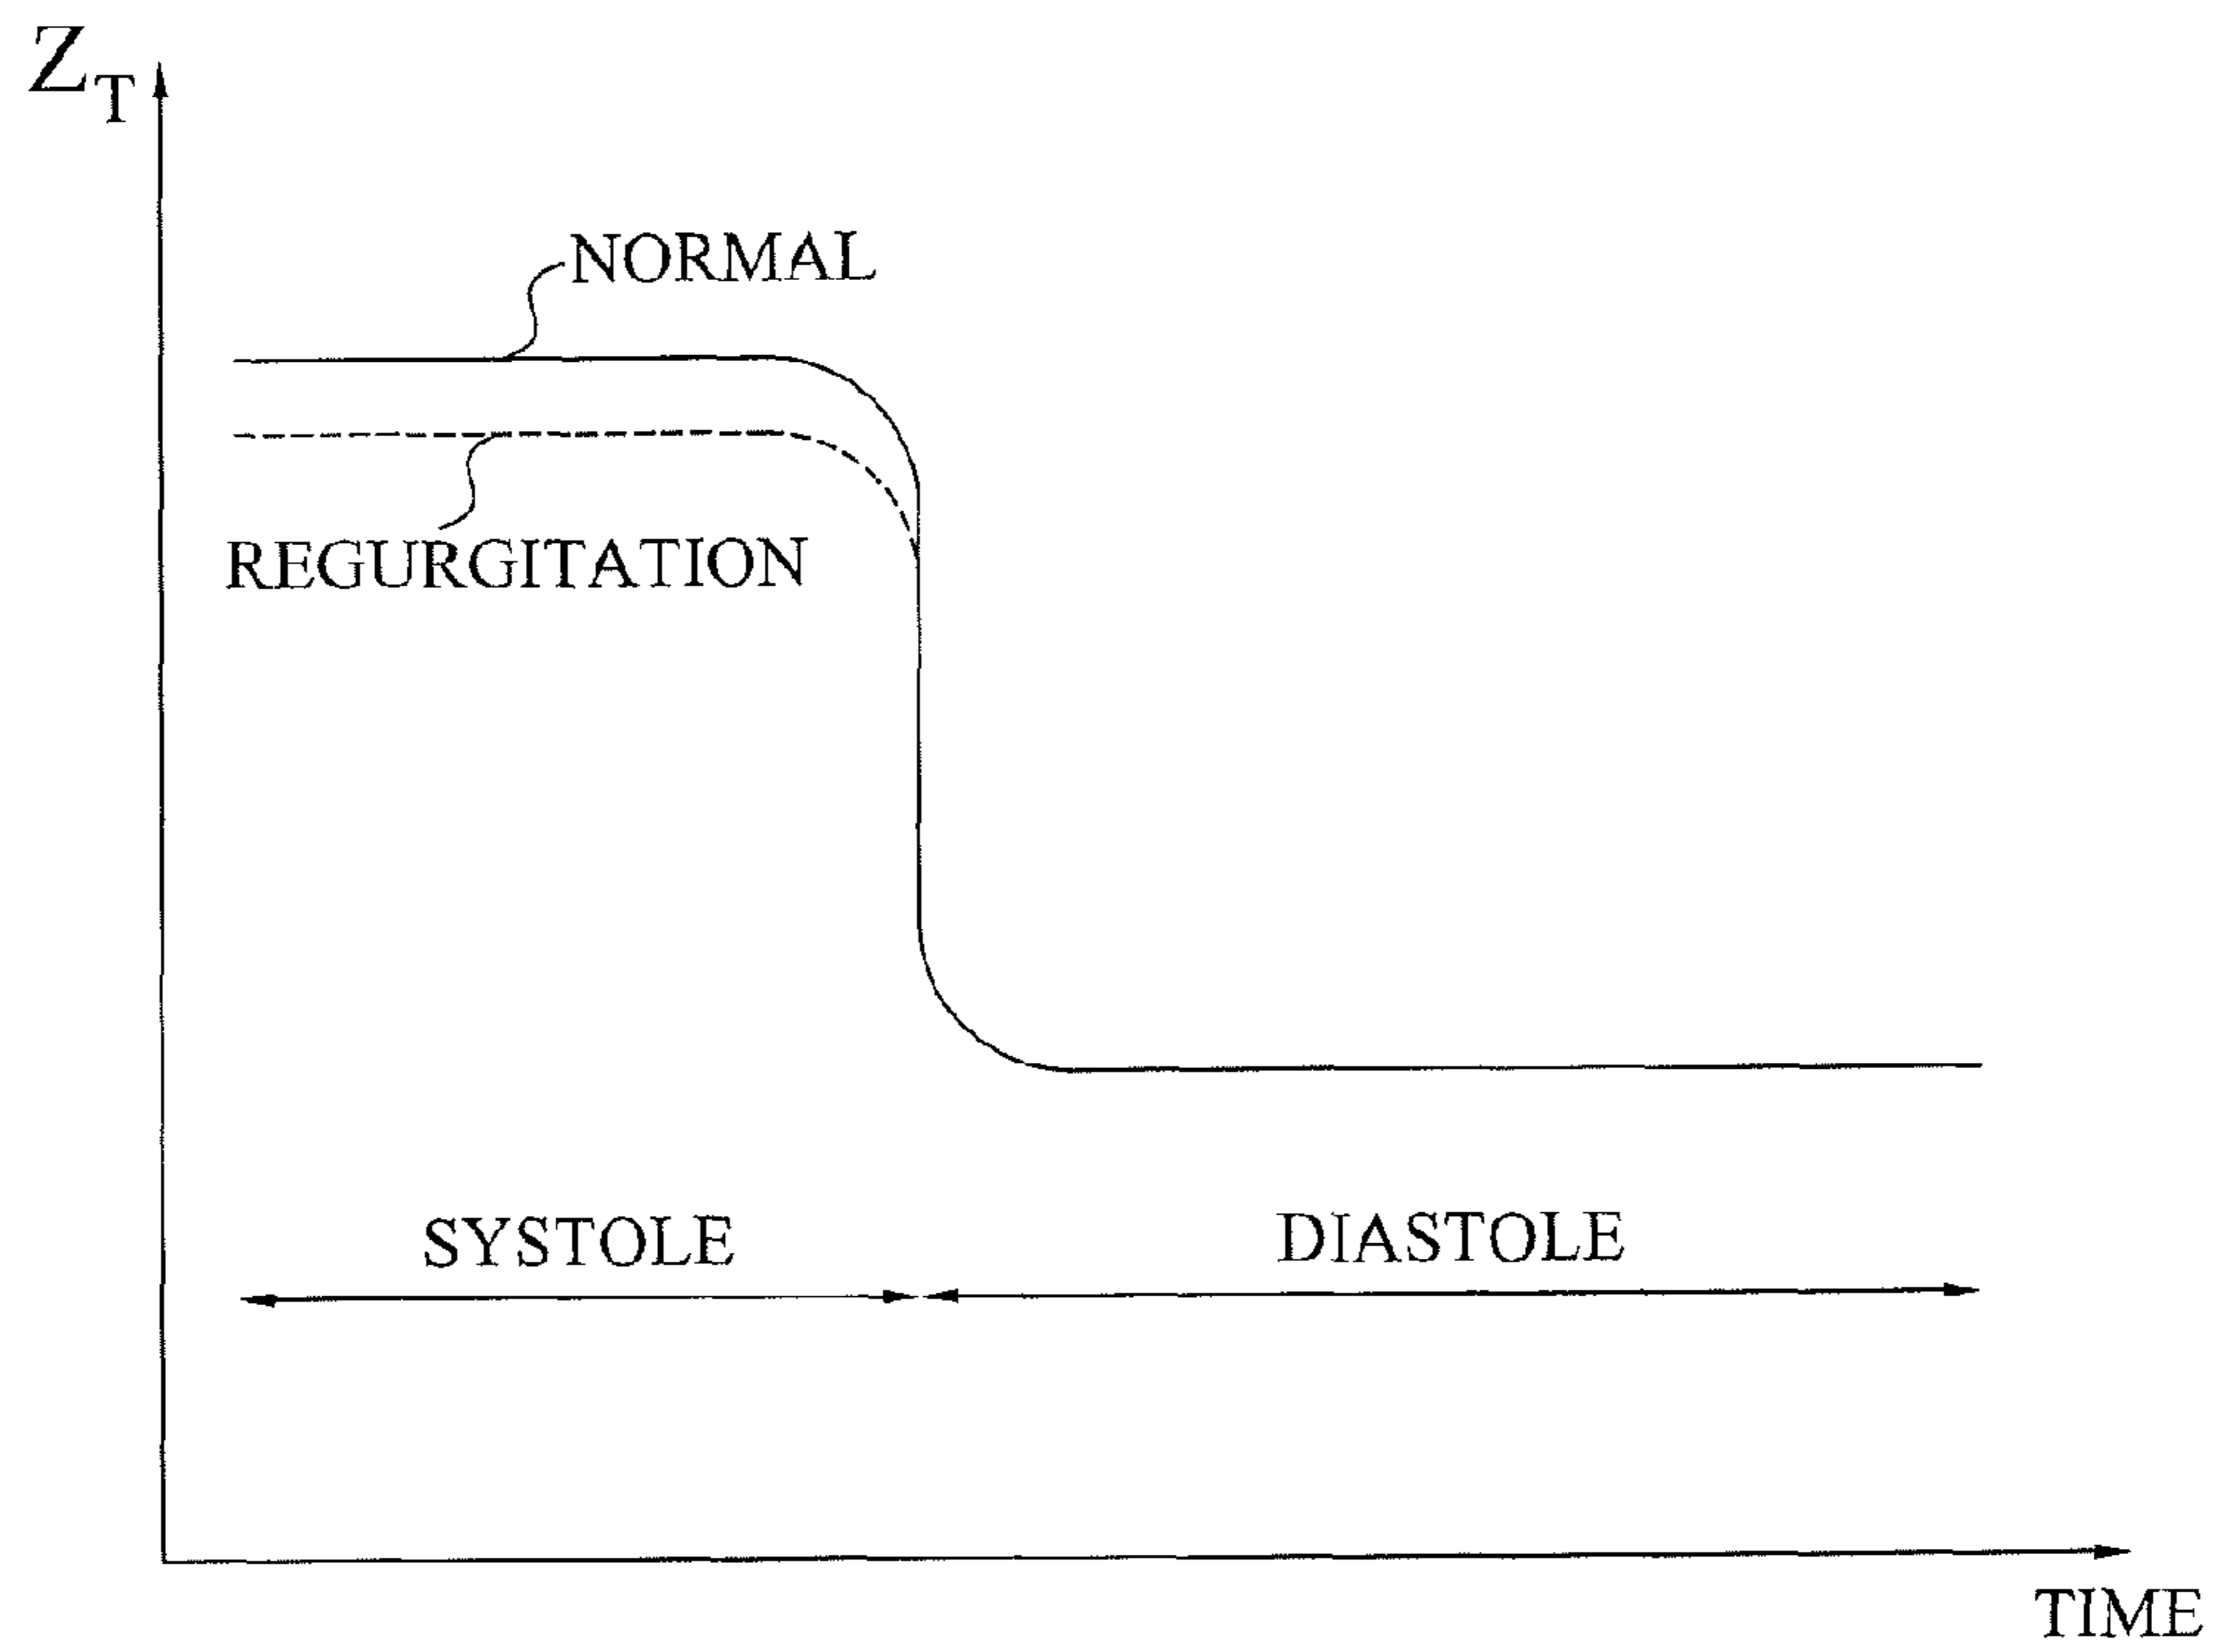 Z_T
NORMAL
REGURGITATION
SYSTOLE DIASTOLE
TIME